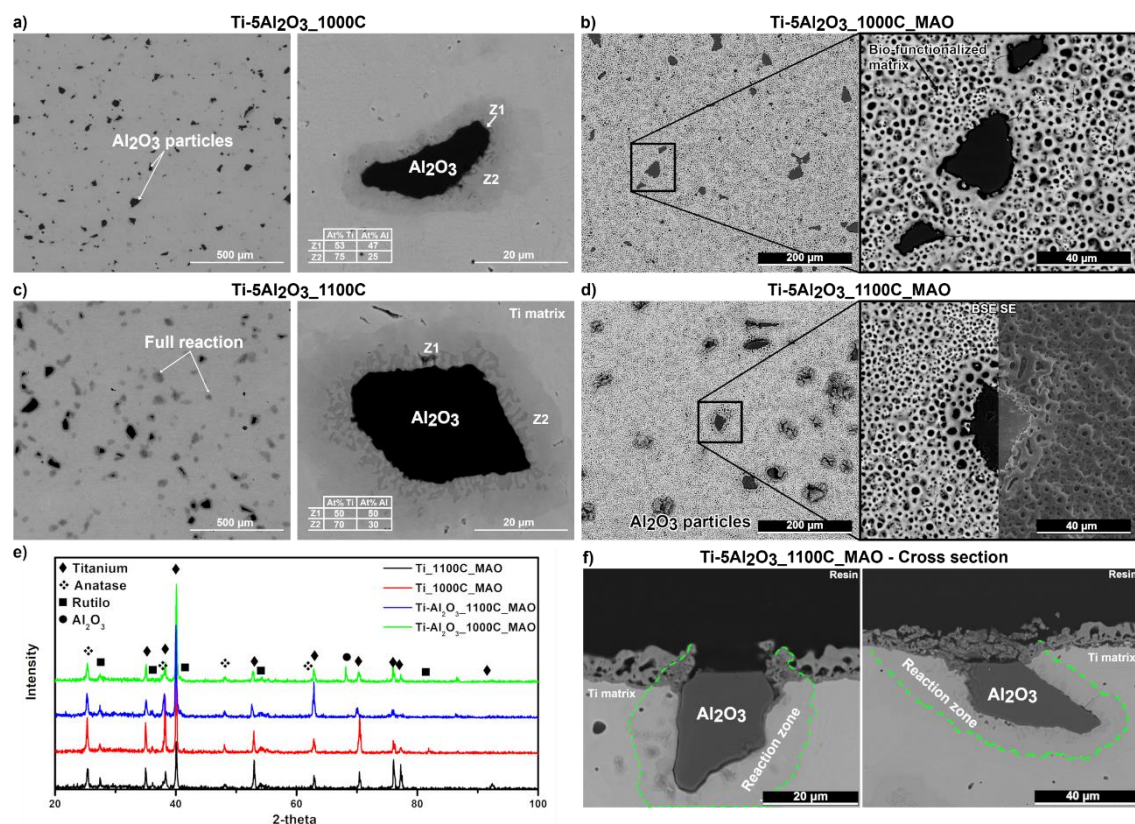 a) Ti-5Al2O3_1000C
Al2O3 particles
500 µm
Z1
Al2O3
Z2
At% Ti At% Al
Z1 53 47
Z2 75 25
20 µm
b) Ti-5Al2O3_1000C_MAO
200 µm
Bio-functionalized
matrix
40 µm
c) Ti-5Al2O3_1100C
Full reaction
500 µm
Ti matrix
Z1
Al2O3
Z2
At% Ti At% Al
Z1 50 50
Z2 70 30
20 µm
d) Ti-5Al2O3_1100C_MAO
Al2O3 particles
200 µm
BSE SE
40 µm
e)
Titanium
Anatase
Rutilo
Al2O3
Ti_1100C_MAO
Ti_1000C_MAO
Ti-Al2O3_1100C_MAO
Ti-Al2O3_1000C_MAO
Intensity
20 40 60 80 100
2-theta
f) Ti-5Al2O3_1100C_MAO - Cross section
Resin
Ti matrix
Al2O3
Reaction zone
20 µm
Resin
Ti matrix
Al2O3
Reaction zone
40 µm